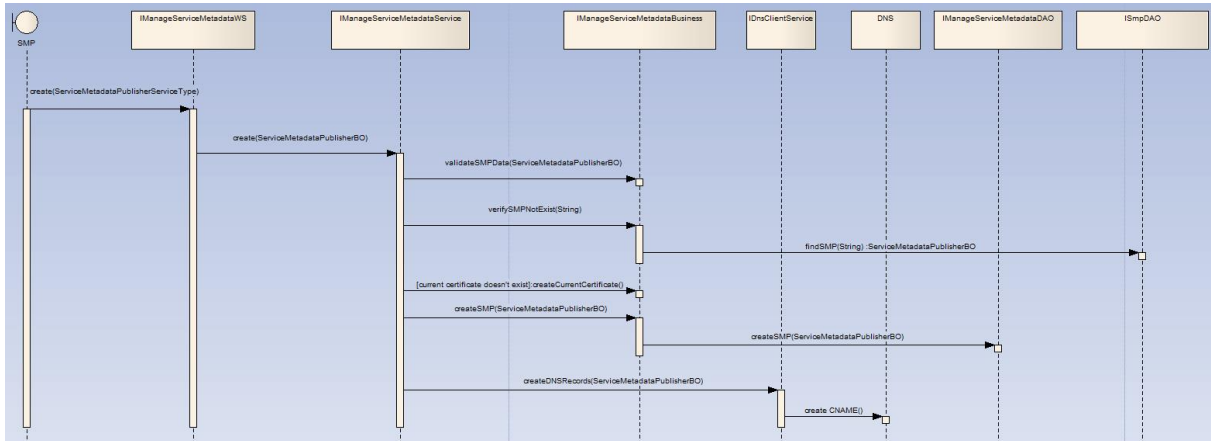 IManageServiceMetadataWS
IManageServiceMetadataService
IManageServiceMetadataBusiness
IDnsClientService
DNS
IManageServiceMetadataDAO
ISmpDAO
SMP
create(ServiceMetadataPublisherServiceType)
create(ServiceMetadataPublisherBO)
validateSMPData(ServiceMetadataPublisherBO)
verifySMPNotExist(String)
findSMP(String) :ServiceMetadataPublisherBO
[current certificate doesn't exist]:createCurrentCertificate()
createSMP(ServiceMetadataPublisherBO)
createSMP(ServiceMetadataPublisherBO)
createDNSRecords(ServiceMetadataPublisherBO)
create CNAME()